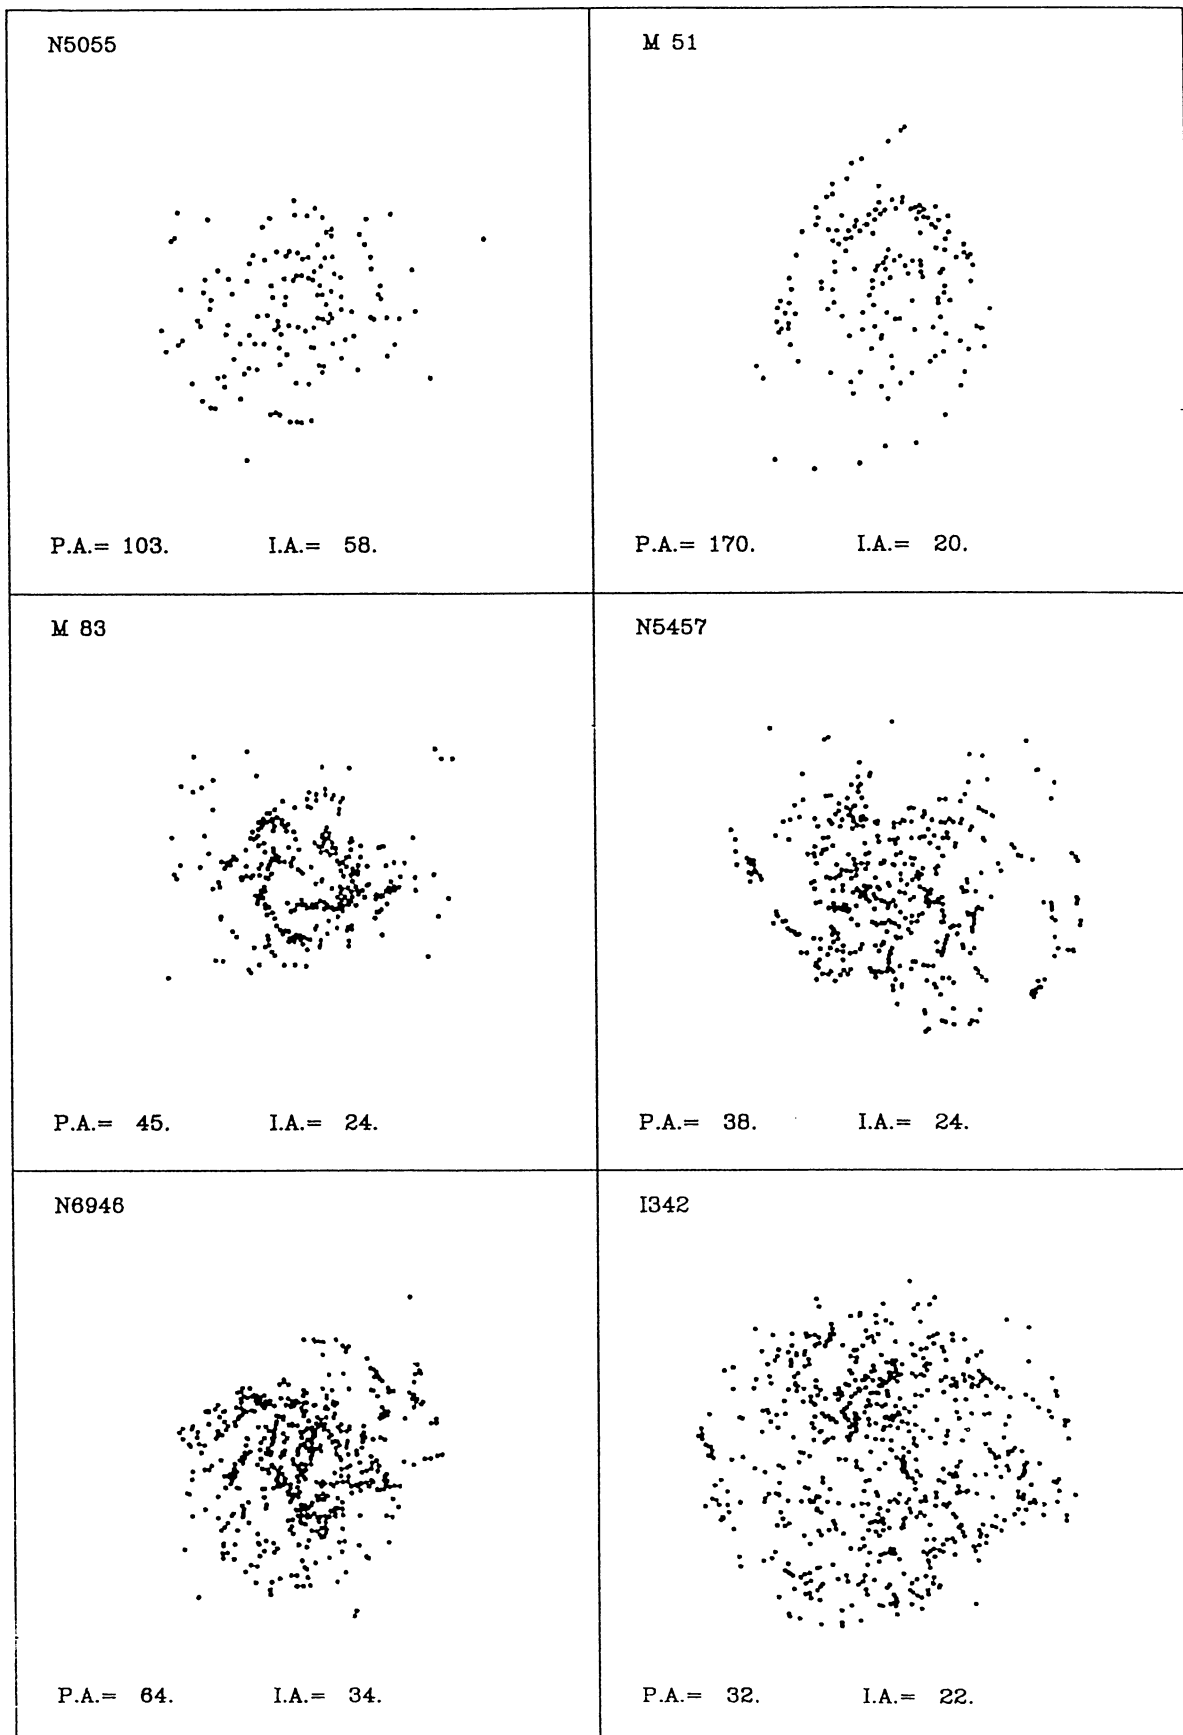 N5055
P.A.= 103. I.A.= 58.
M 51
P.A.= 170. I.A.= 20.
M 83
P.A.= 45. I.A.= 24.
N5457
P.A.= 38. I.A.= 24.
N6946
P.A.= 64. I.A.= 34.
I342
P.A.= 32. I.A.= 22.